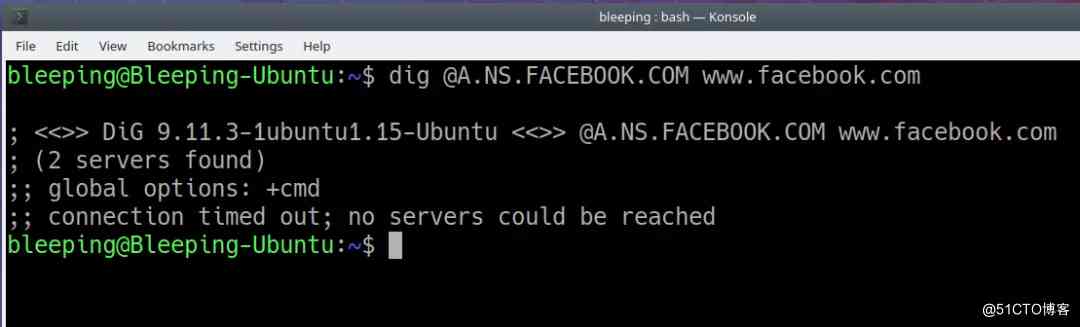 bleeping : bash — Konsole
File Edit View Bookmarks Settings Help
bleeping@Bleeping-Ubuntu:~$ dig @A.NS.FACEBOOK.COM www.facebook.com
; <<>> DiG 9.11.3-1ubuntu1.15-Ubuntu <<>> @A.NS.FACEBOOK.COM www.facebook.com
; (2 servers found)
;; global options: +cmd
;; connection timed out; no servers could be reached
bleeping@Bleeping-Ubuntu:~$
@51CTO博客